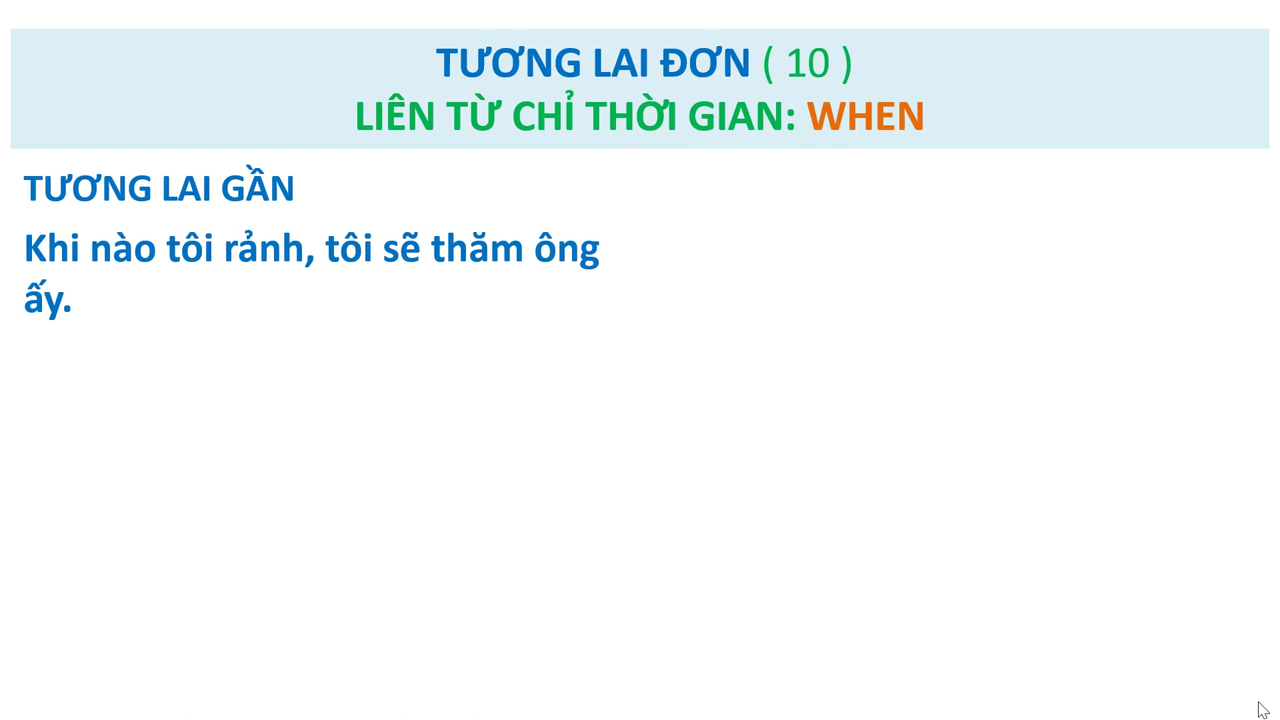 TƯƠNG LAI ĐƠN ( 10 )
LIÊN TỪ CHỈ THỜI GIAN: WHEN
TƯƠNG LAI GẦN
Khi nào tôi rảnh, tôi sẽ thăm ông
ấy.